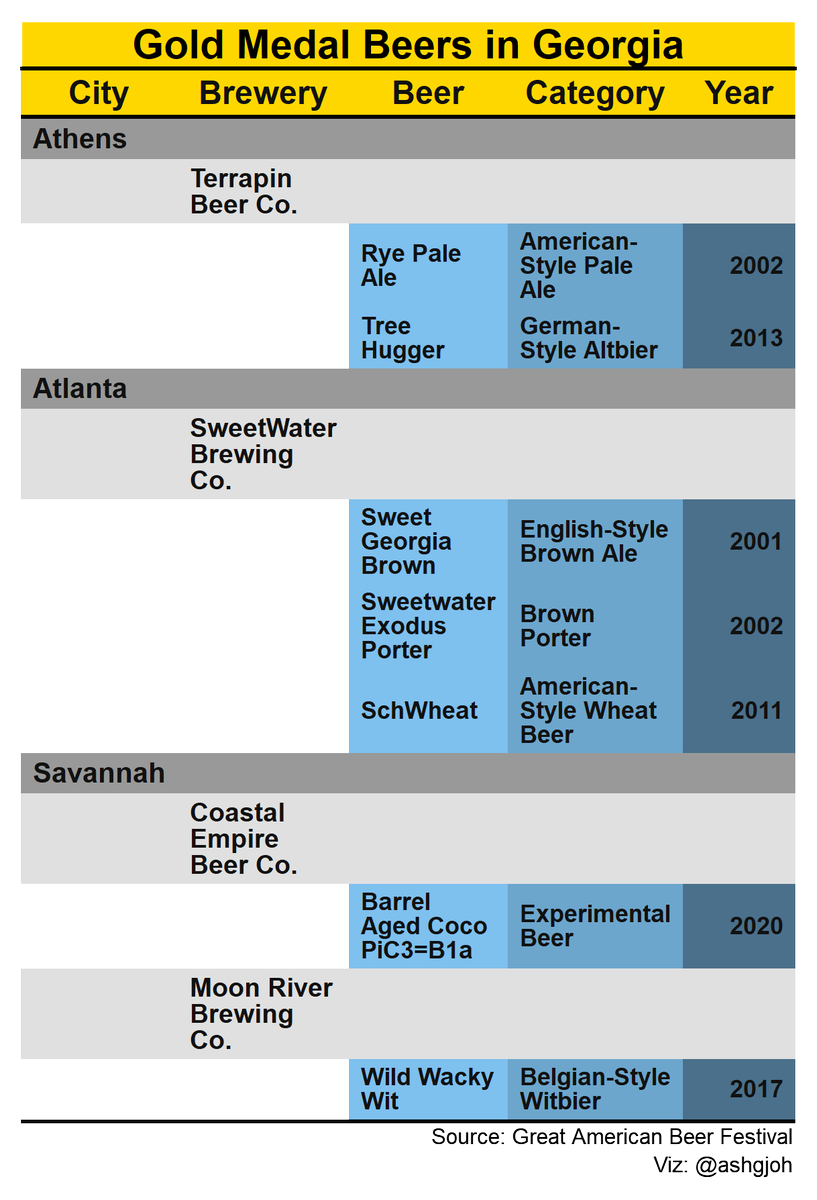 Gold Medal Beers in Georgia
City Brewery Beer Category Year
Athens
Terrapin
Beer Co.
Rye Pale
Ale
American-
Style Pale
Ale
2002
Tree
Hugger
German-
Style Altbier
2013
Atlanta
SweetWater
Brewing
Co.
Sweet
Georgia
Brown
English-Style
Brown Ale
2001
Sweetwater
Exodus
Porter
Brown
Porter
2002
SchWheat
American-
Style Wheat
Beer
2011
Savannah
Coastal
Empire
Beer Co.
Barrel
Aged Coco
PiC3=B1a
Experimental
Beer
2020
Moon River
Brewing
Co.
Wild Wacky
Wit
Belgian-Style
Witbier
2017
Source: Great American Beer Festival
Viz: @ashgjoh